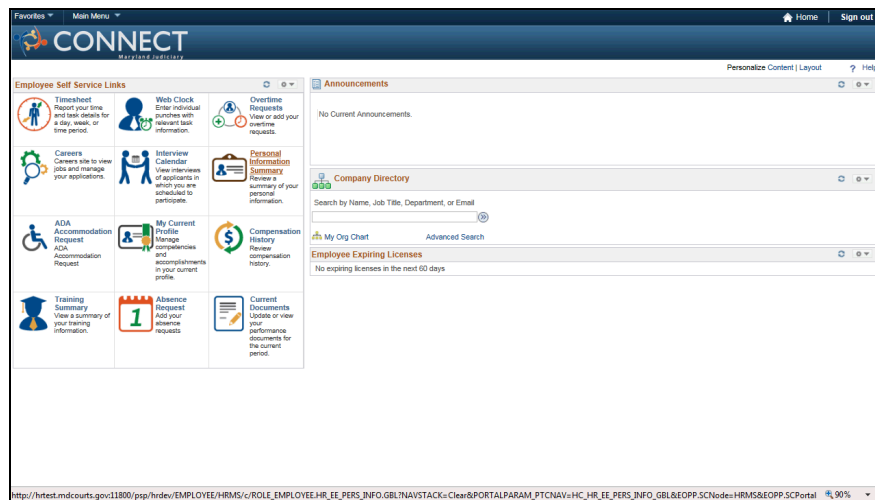 Favorites Main Menu Home Sign out
CONNECT
Maryland Judiciary
Personalize Content | Layout ? Help
Employee Self Service Links
Timesheet
Report your time
and task details for
a day, week, or
time period.
Web Clock
Enter individual
punches with
relevant task
information.
Overtime
Requests
View or add your
overtime
requests.
Careers
Careers site to view
jobs and manage
your applications.
Interview
Calendar
View interviews
of applicants in
which you are
scheduled to
participate.
Personal
Information
Summary
Review a
summary of your
personal
information.
ADA
Accommodation
Request
ADA
Accommodation
Request
My Current
Profile
Manage
competencies
and
accomplishments
in your current
profile.
Compensation
History
Review
compensation
history.
Training
Summary
View a summary of
your training
information.
1
Absence
Request
Add your
absence
requests
Current
Documents
Update or view
your
performance
documents for
the current
period.
Announcements
No Current Announcements.
Company Directory
Search by Name, Job Title, Department, or Email
My Org Chart Advanced Search
Employee Expiring Licenses
No expiring licenses in the next 60 days
http://hrtest.mdcourts.gov:11800/psp/hrdev/EMPLOYEE/HRMS/c/ROLE_EMPLOYEE.HR_EE_PERS_INFO.GBL?NAVSTACK=Clear&PORTALPARAM_PTCNAV=HC_HR_EE_PERS_INFO_GBL&EOPP.SCNode=HRMS&EOPP.SCPortal 90%